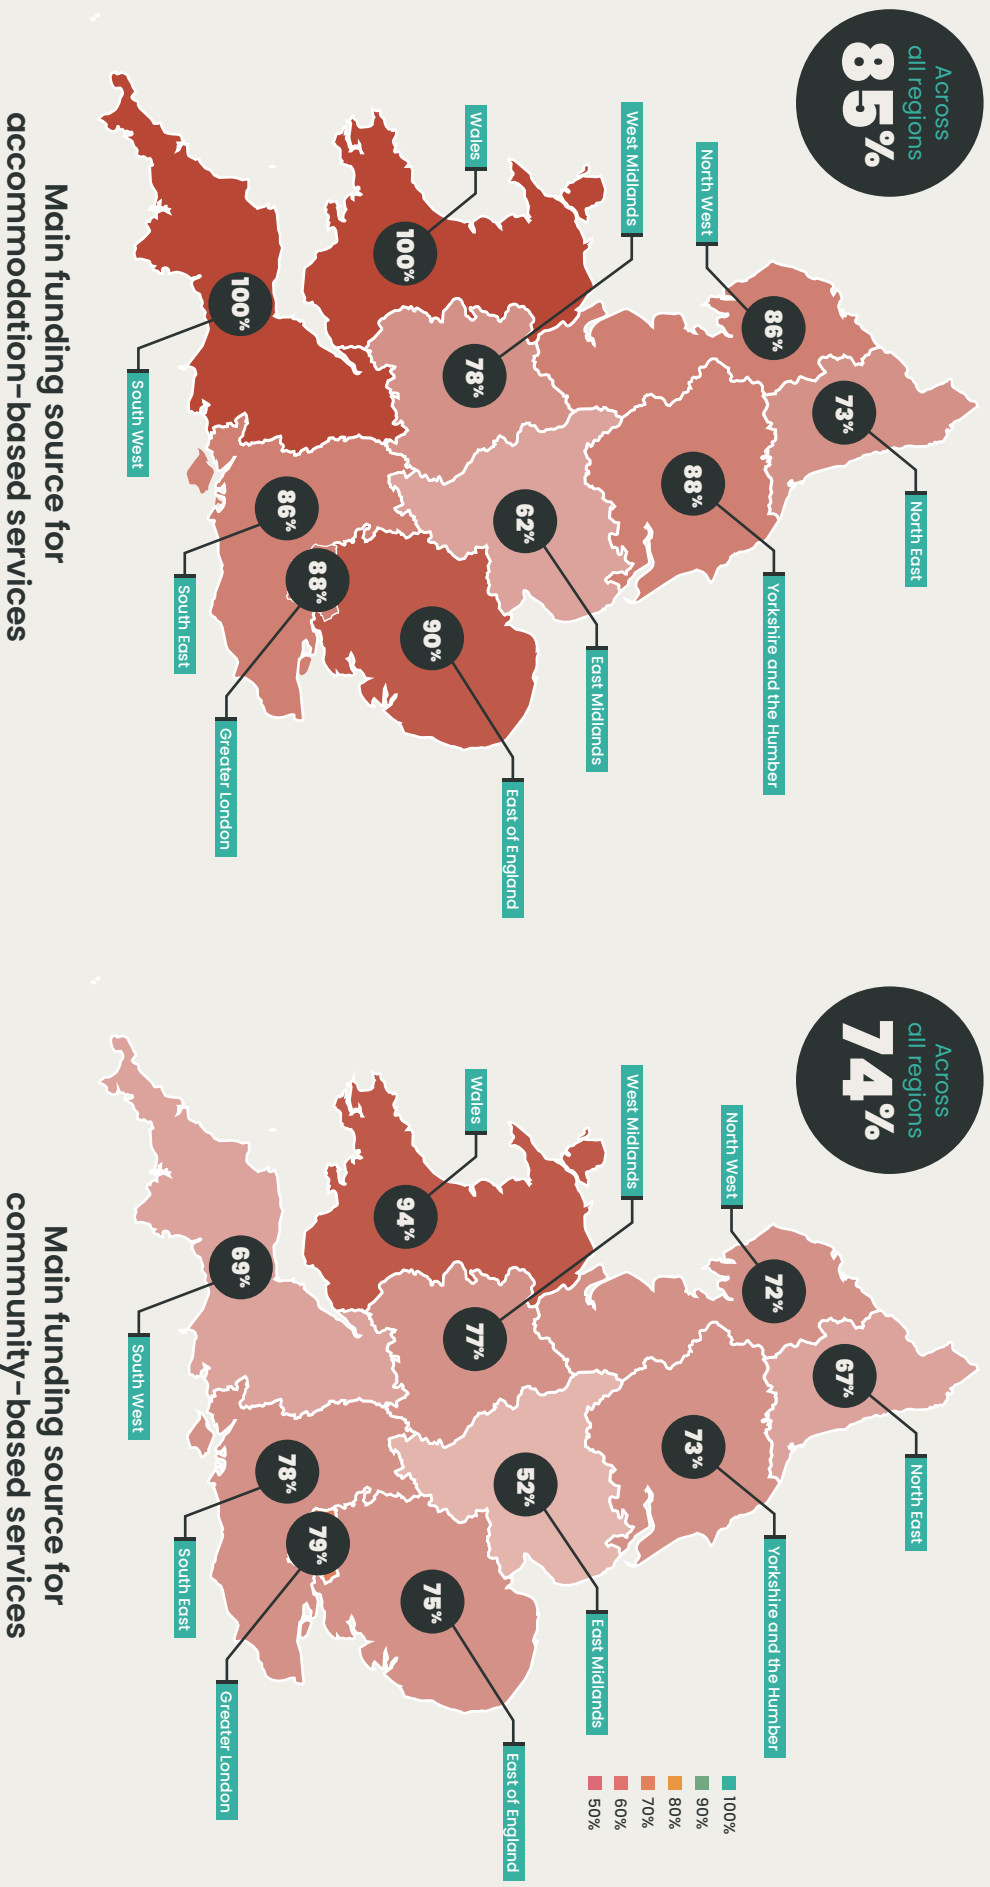 Across
all regions
85%
North West
West Midlands
Wales
86%
73%
North East
100%
78%
88%
Yorkshire and the Humber
62%
East Midlands
100%
South West
86%
South East
88%
Greater London
90%
East of England
Main funding source for
accommodation-based services
Across
all regions
74%
North West
West Midlands
Wales
72%
67%
North East
94%
77%
73%
Yorkshire and the Humber
52%
East Midlands
69%
South West
78%
South East
79%
Greater London
75%
East of England
100%
90%
80%
70%
60%
50%
Main funding source for
community-based services